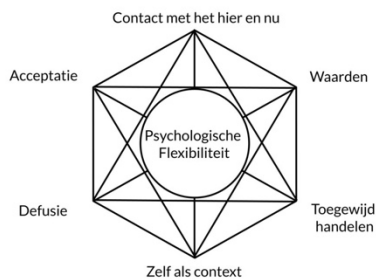 Contact met het hier en nu
Acceptatie
Waarden
Psychologische
Flexibiliteit
Defusie
Toegewijd
handelen
Zelf als context